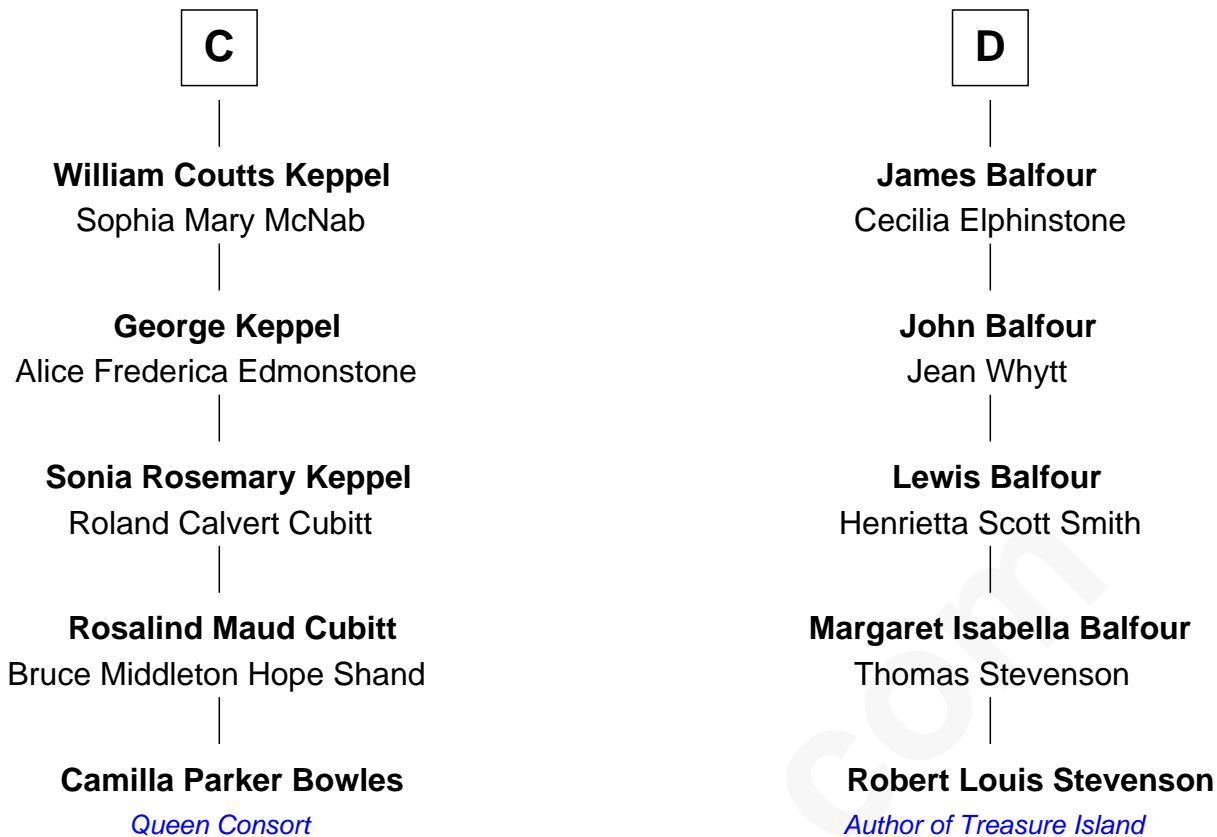 C
William Coutts Keppel
Sophia Mary McNab
George Keppel
Alice Frederica Edmonstone
Sonia Rosemary Keppel
Roland Calvert Cubitt
Rosalind Maud Cubitt
Bruce Middleton Hope Shand
Camilla Parker Bowles
Queen Consort
D
James Balfour
Cecilia Elphinstone
John Balfour
Jean Whytt
Lewis Balfour
Henrietta Scott Smith
Margaret Isabella Balfour
Thomas Stevenson
Robert Louis Stevenson
Author of Treasure Island
com